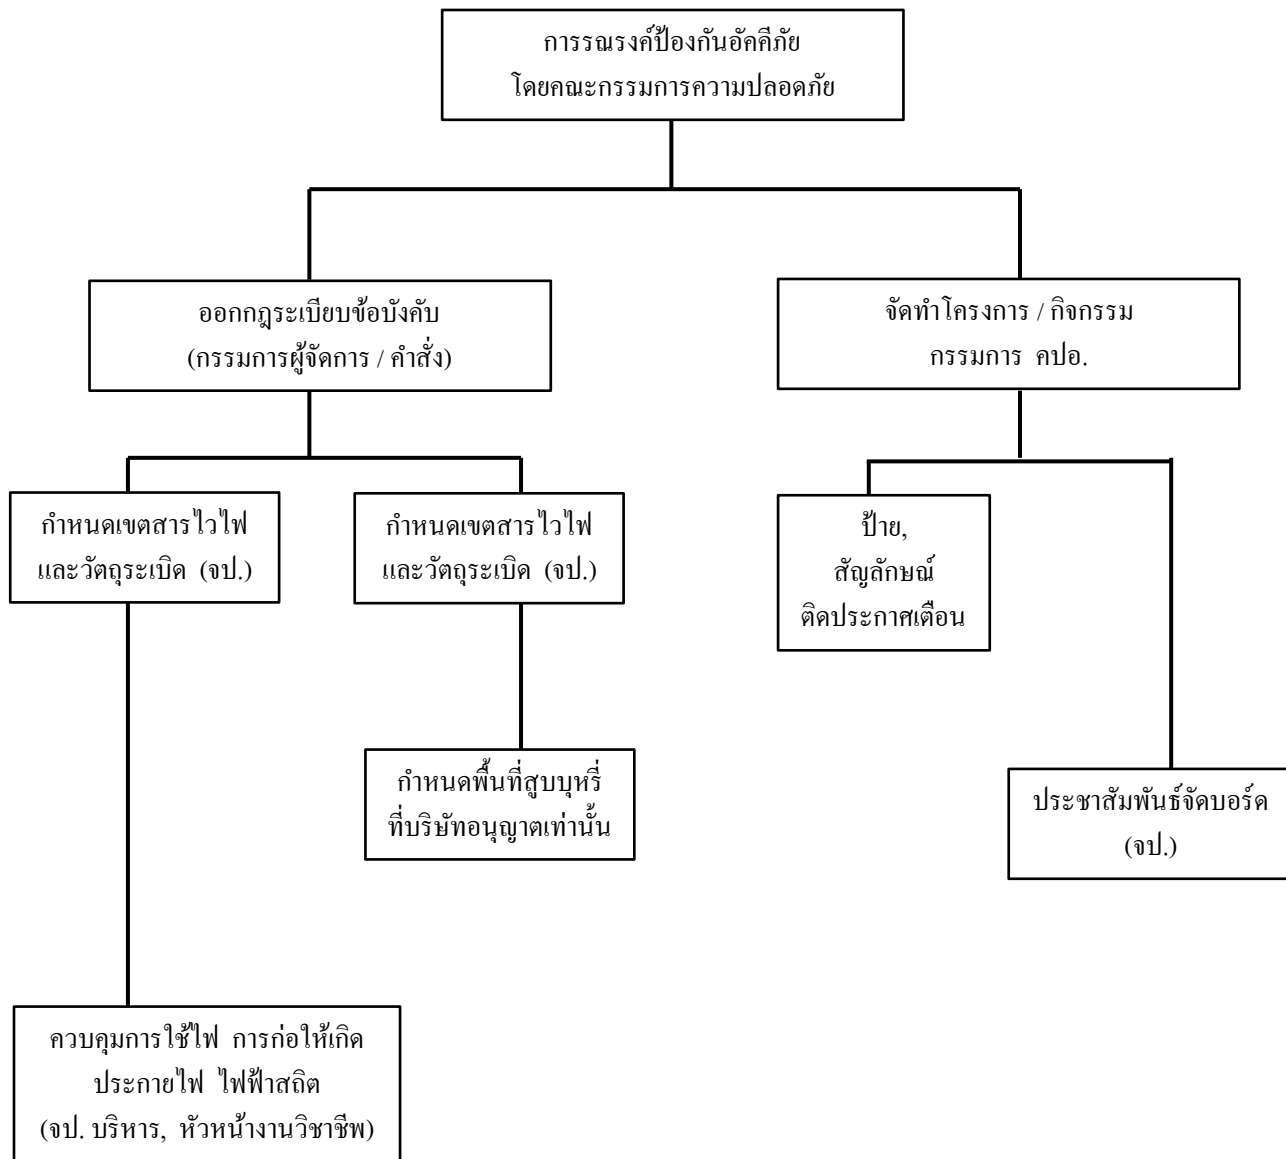 การรณรงค์ป้องกันอัคคีภัย
โดยคณะกรรมการความปลอดภัย
ออกกฎระเบียบข้อบังคับ
(กรรมการผู้จัดการ / คำสั่ง)
จัดทำโครงการ / กิจกรรม
กรรมการ คปอ.
กำหนดเขตสารไวไฟ
และวัตถุระเบิด (จป.)
กำหนดเขตสารไวไฟ
และวัตถุระเบิด (จป.)
ป้าย,
สัญลักษณ์
ติดประกาศเตือน
กำหนดพื้นที่สูบบุหรี่
ที่บริษัทอนุญาตเท่านั้น
ประชาสัมพันธ์จัดบอร์ด
(จป.)
ควบคุมการใช้ไฟ การก่อให้เกิด
ประกายไฟ ไฟฟ้าสถิต
(จป. บริหาร, หัวหน้างานวิชาชีพ)